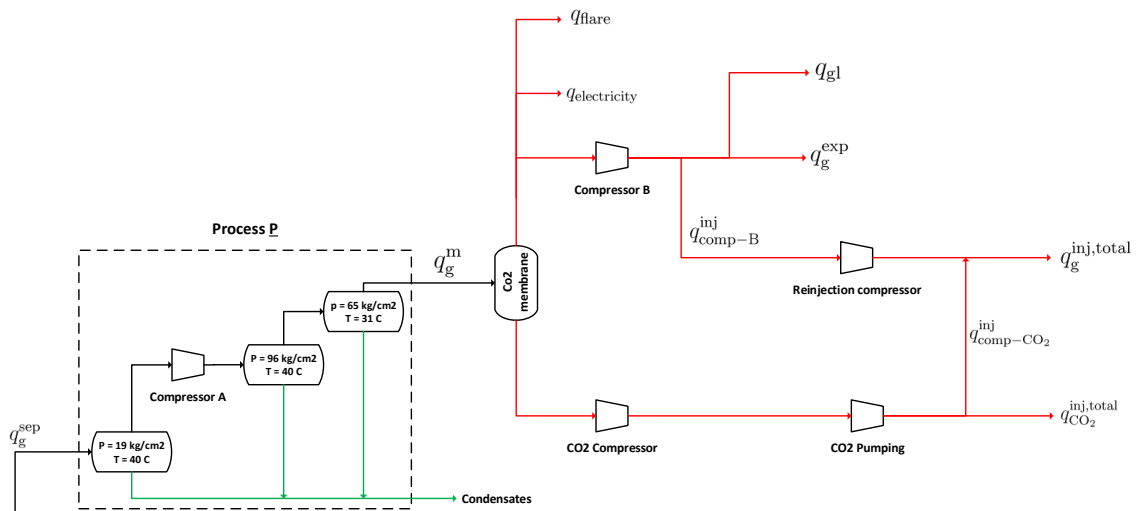 q_flare
q_gl
q_electricity
q_g^exp
Compressor B
Process P
q_comp−B^inj
q_g^m
Co2
membrane
q_g^inj,total
Reinjection compressor
p = 65 kg/cm2
T = 31 C
q_comp−CO₂^inj
P = 96 kg/cm2
T = 40 C
Compressor A
q_CO₂^inj,total
q_g^sep
P = 19 kg/cm2
T = 40 C
CO2 Compressor
CO2 Pumping
Condensates